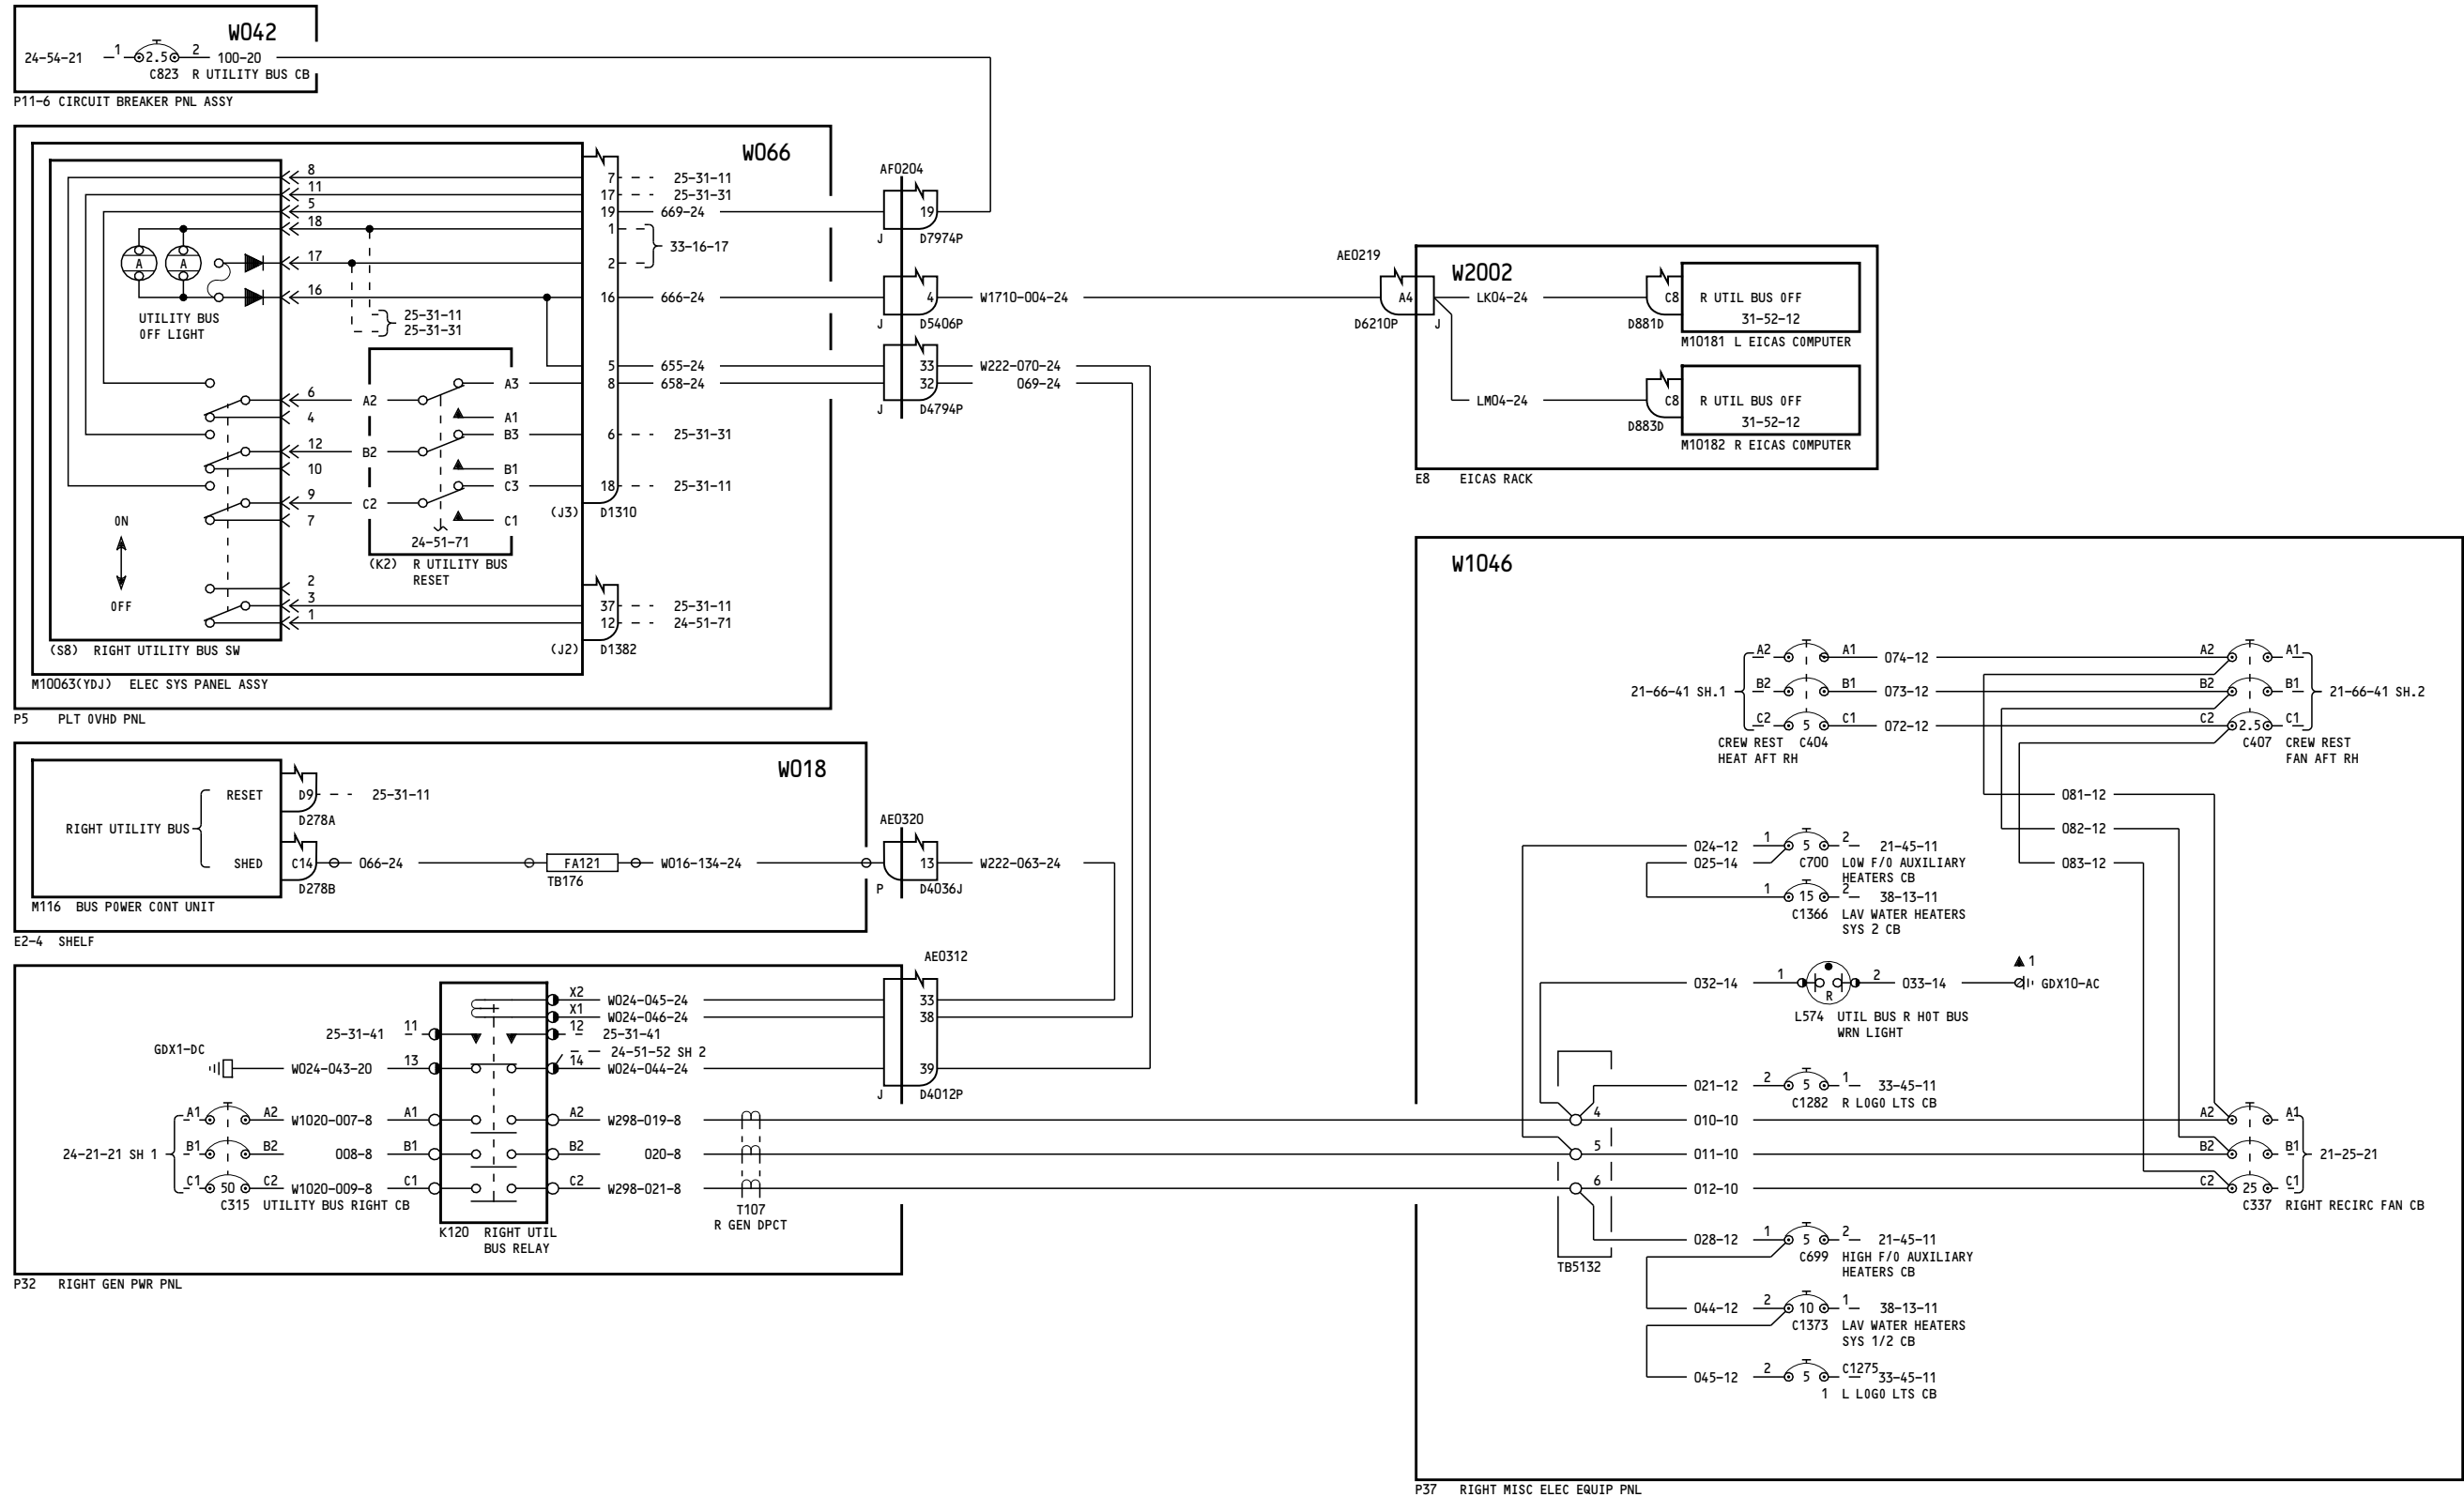 W042
24-54-21 1 2.5 2 100-20
C823 R UTILITY BUS CB
P11-6 CIRCUIT BREAKER PNL ASSY
W066
8 7 25-31-11
11 17 25-31-31
5 19 669-24
18 1
33-16-17
A A 17 2
16 16 666-24
UTILITY BUS
OFF LIGHT
25-31-11
25-31-31
5 655-24
A3 8 658-24
6 A2
4 A1
B3 6 25-31-31
12 B2
10 B1
C3 18 25-31-11
9 C2
7 C1
(J3) D1310
ON
OFF
24-51-71
(K2) R UTILITY BUS
RESET
2
3 37 25-31-11
1 12 24-51-71
(S8) RIGHT UTILITY BUS SW
(J2) D1382
M10063(YDJ) ELEC SYS PANEL ASSY
P5 PLT OVHD PNL
AF0204
19
J D7974P
4 W1710-004-24
J D5406P
33 W222-070-24
32 069-24
J D4794P
AE0219
A4
D6210P J
W2002
LK04-24 C8 R UTIL BUS OFF
31-52-12
D881D
M10181 L EICAS COMPUTER
LM04-24 C8 R UTIL BUS OFF
31-52-12
D883D
M10182 R EICAS COMPUTER
E8 EICAS RACK
W018
RIGHT UTILITY BUS
RESET D9 25-31-11
D278A
SHED C14 066-24 FA121 W016-134-24
D278B
TB176
M116 BUS POWER CONT UNIT
E2-4 SHELF
AE0320
13 W222-063-24
P D4036J
AE0312
X2 W024-045-24 33
X1 W024-046-24 38
25-31-41 11 12 25-31-41
24-51-52 SH 2
GDX1-DC
W024-043-20 13 14 W024-044-24 39
J D4012P
A1 A2 W1020-007-8 A1 A2 W298-019-8
24-21-21 SH 1 B1 B2 008-8 B1 B2 020-8
C1 50 C2 W1020-009-8 C1 C2 W298-021-8
C315 UTILITY BUS RIGHT CB
T107
R GEN DPCT
K120 RIGHT UTIL
BUS RELAY
P32 RIGHT GEN PWR PNL
W1046
A2 A1 074-12 A2 A1
21-66-41 SH.1 B2 B1 073-12 B2 B1 21-66-41 SH.2
C2 5 C1 072-12 C2 2.5 C1
CREW REST C404
HEAT AFT RH
C407 CREW REST
FAN AFT RH
081-12
082-12
083-12
024-12 1 5 2 21-45-11
025-14 C700 LOW F/O AUXILIARY
HEATERS CB
1 15 2 38-13-11
C1366 LAV WATER HEATERS
SYS 2 CB
032-14 1 R 2 033-14 1 GDX10-AC
L574 UTIL BUS R HOT BUS
WRN LIGHT
021-12 2 5 1 33-45-11
C1282 R LOGO LTS CB
4 010-10 A2 A1
5 011-10 B2 B1 21-25-21
6 012-10 C2 25 C1
C337 RIGHT RECIRC FAN CB
TB5132
028-12 1 5 2 21-45-11
C699 HIGH F/O AUXILIARY
HEATERS CB
044-12 2 10 1 38-13-11
C1373 LAV WATER HEATERS
SYS 1/2 CB
045-12 2 5 C1275 33-45-11
1 L LOGO LTS CB
P37 RIGHT MISC ELEC EQUIP PNL